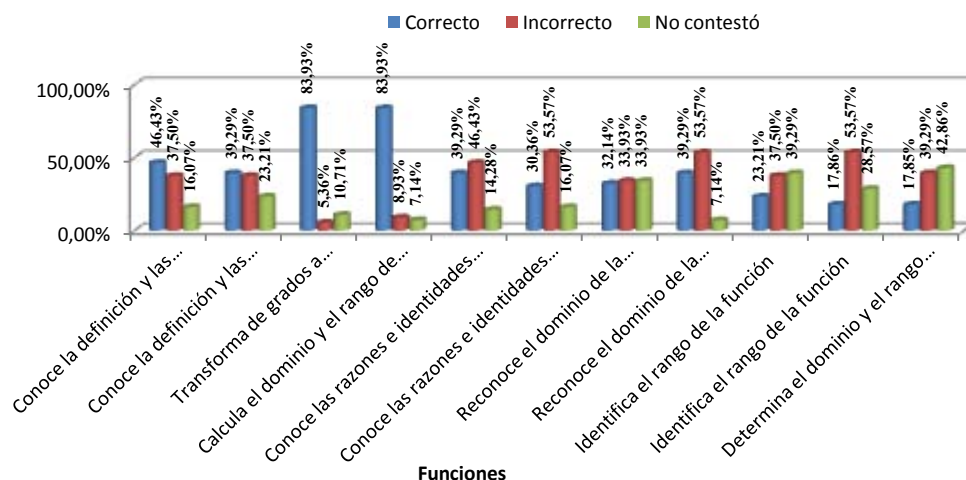 Correcto Incorrecto No contestó
100,00%
50,00%
0,00%
46,43% 37,50% 16,07%
39,29% 37,50% 23,21%
83,93% 5,36% 10,71%
83,93% 8,93% 7,14%
39,29% 46,43% 14,28%
30,36% 53,57% 16,07%
32,14% 33,93% 33,93%
39,29% 53,57% 7,14%
23,21% 37,50% 39,29%
17,86% 53,57% 28,57%
17,85% 39,29% 42,86%
Conoce la definición y las...
Conoce la definición y las...
Transforma de grados a...
Calcula el dominio y el rango de...
Conoce las razones e identidades...
Conoce las razones e identidades...
Reconoce el dominio de la...
Reconoce el dominio de la...
Identifica el rango de la función
Identifica el rango de la función
Determina el dominio y el rango...
Funciones